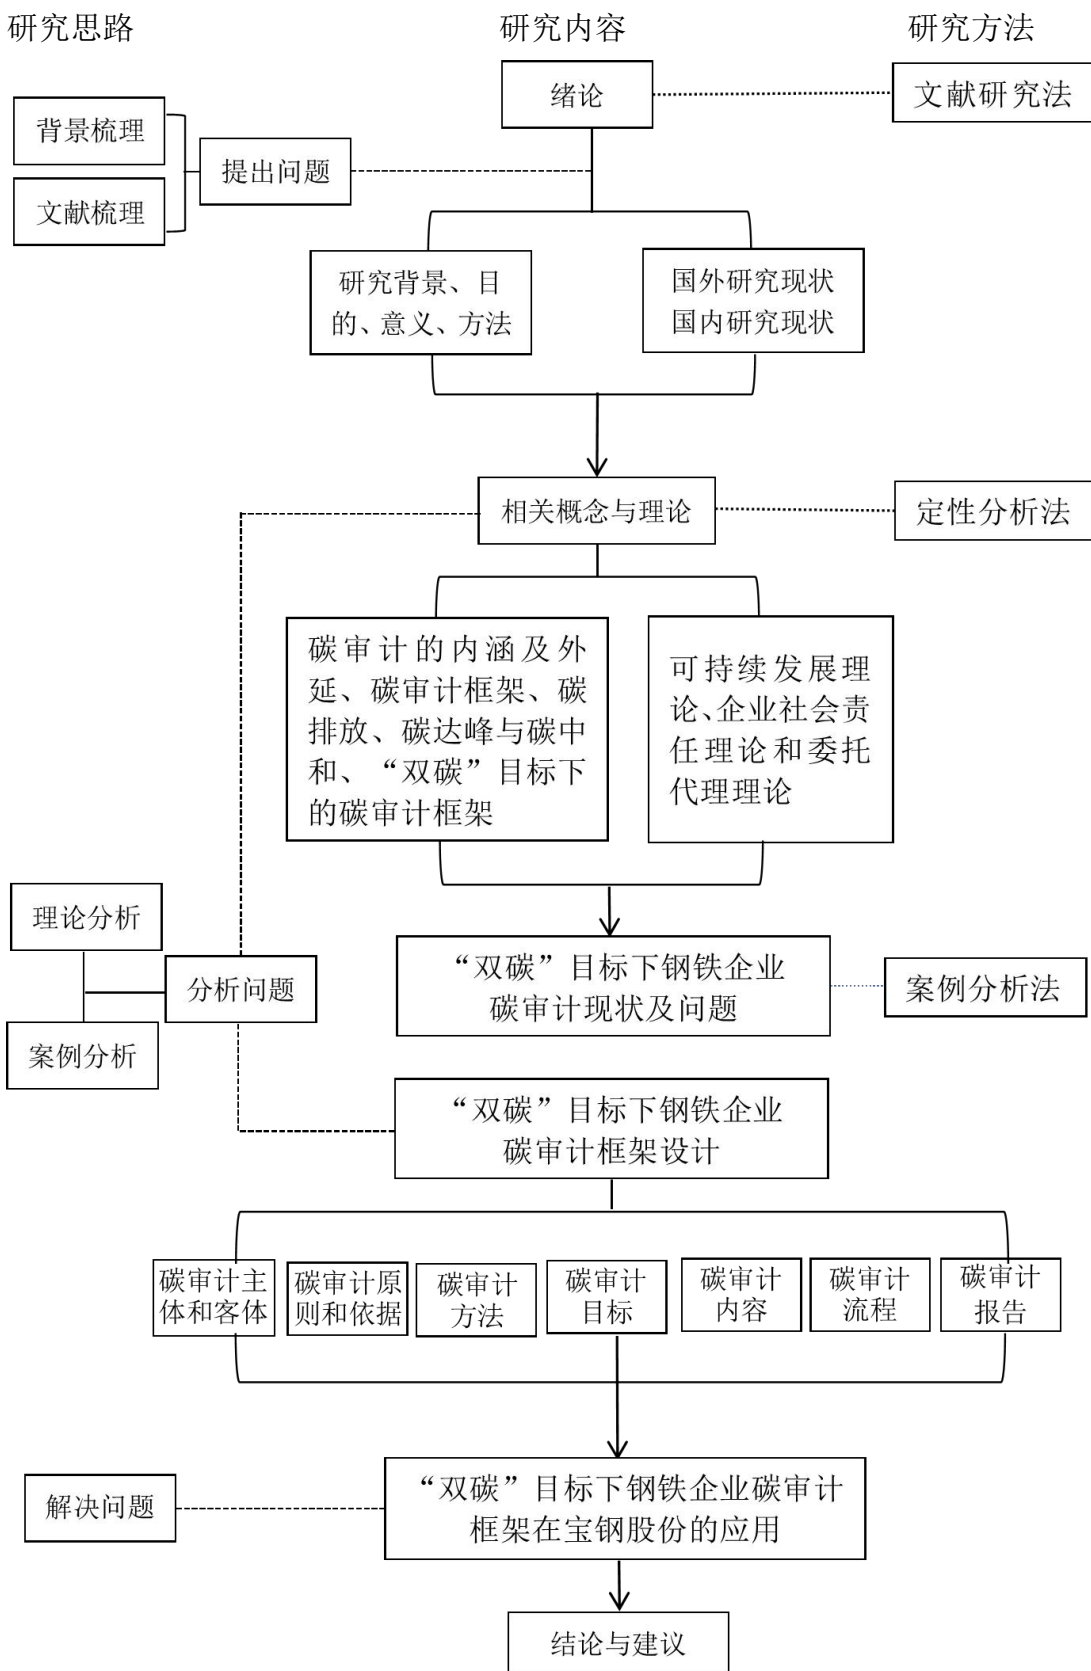 研究思路
研究内容
研究方法
绪论
文献研究法
背景梳理
提出问题
文献梳理
研究背景、目
的、意义、方法
国外研究现状
国内研究现状
相关概念与理论
定性分析法
碳审计的内涵及外
延、碳审计框架、碳
排放、碳达峰与碳中
和、“双碳”目标下
的碳审计框架
可持续发展理
论、企业社会责
任理论和委托
代理理论
理论分析
分析问题
案例分析
“双碳”目标下钢铁企业
碳审计现状及问题
案例分析法
“双碳”目标下钢铁企业
碳审计框架设计
碳审计主
体和客体
碳审计原
则和依据
碳审计
方法
碳审计
目标
碳审计
内容
碳审计
流程
碳审计
报告
解决问题
“双碳”目标下钢铁企业碳审计
框架在宝钢股份的应用
结论与建议